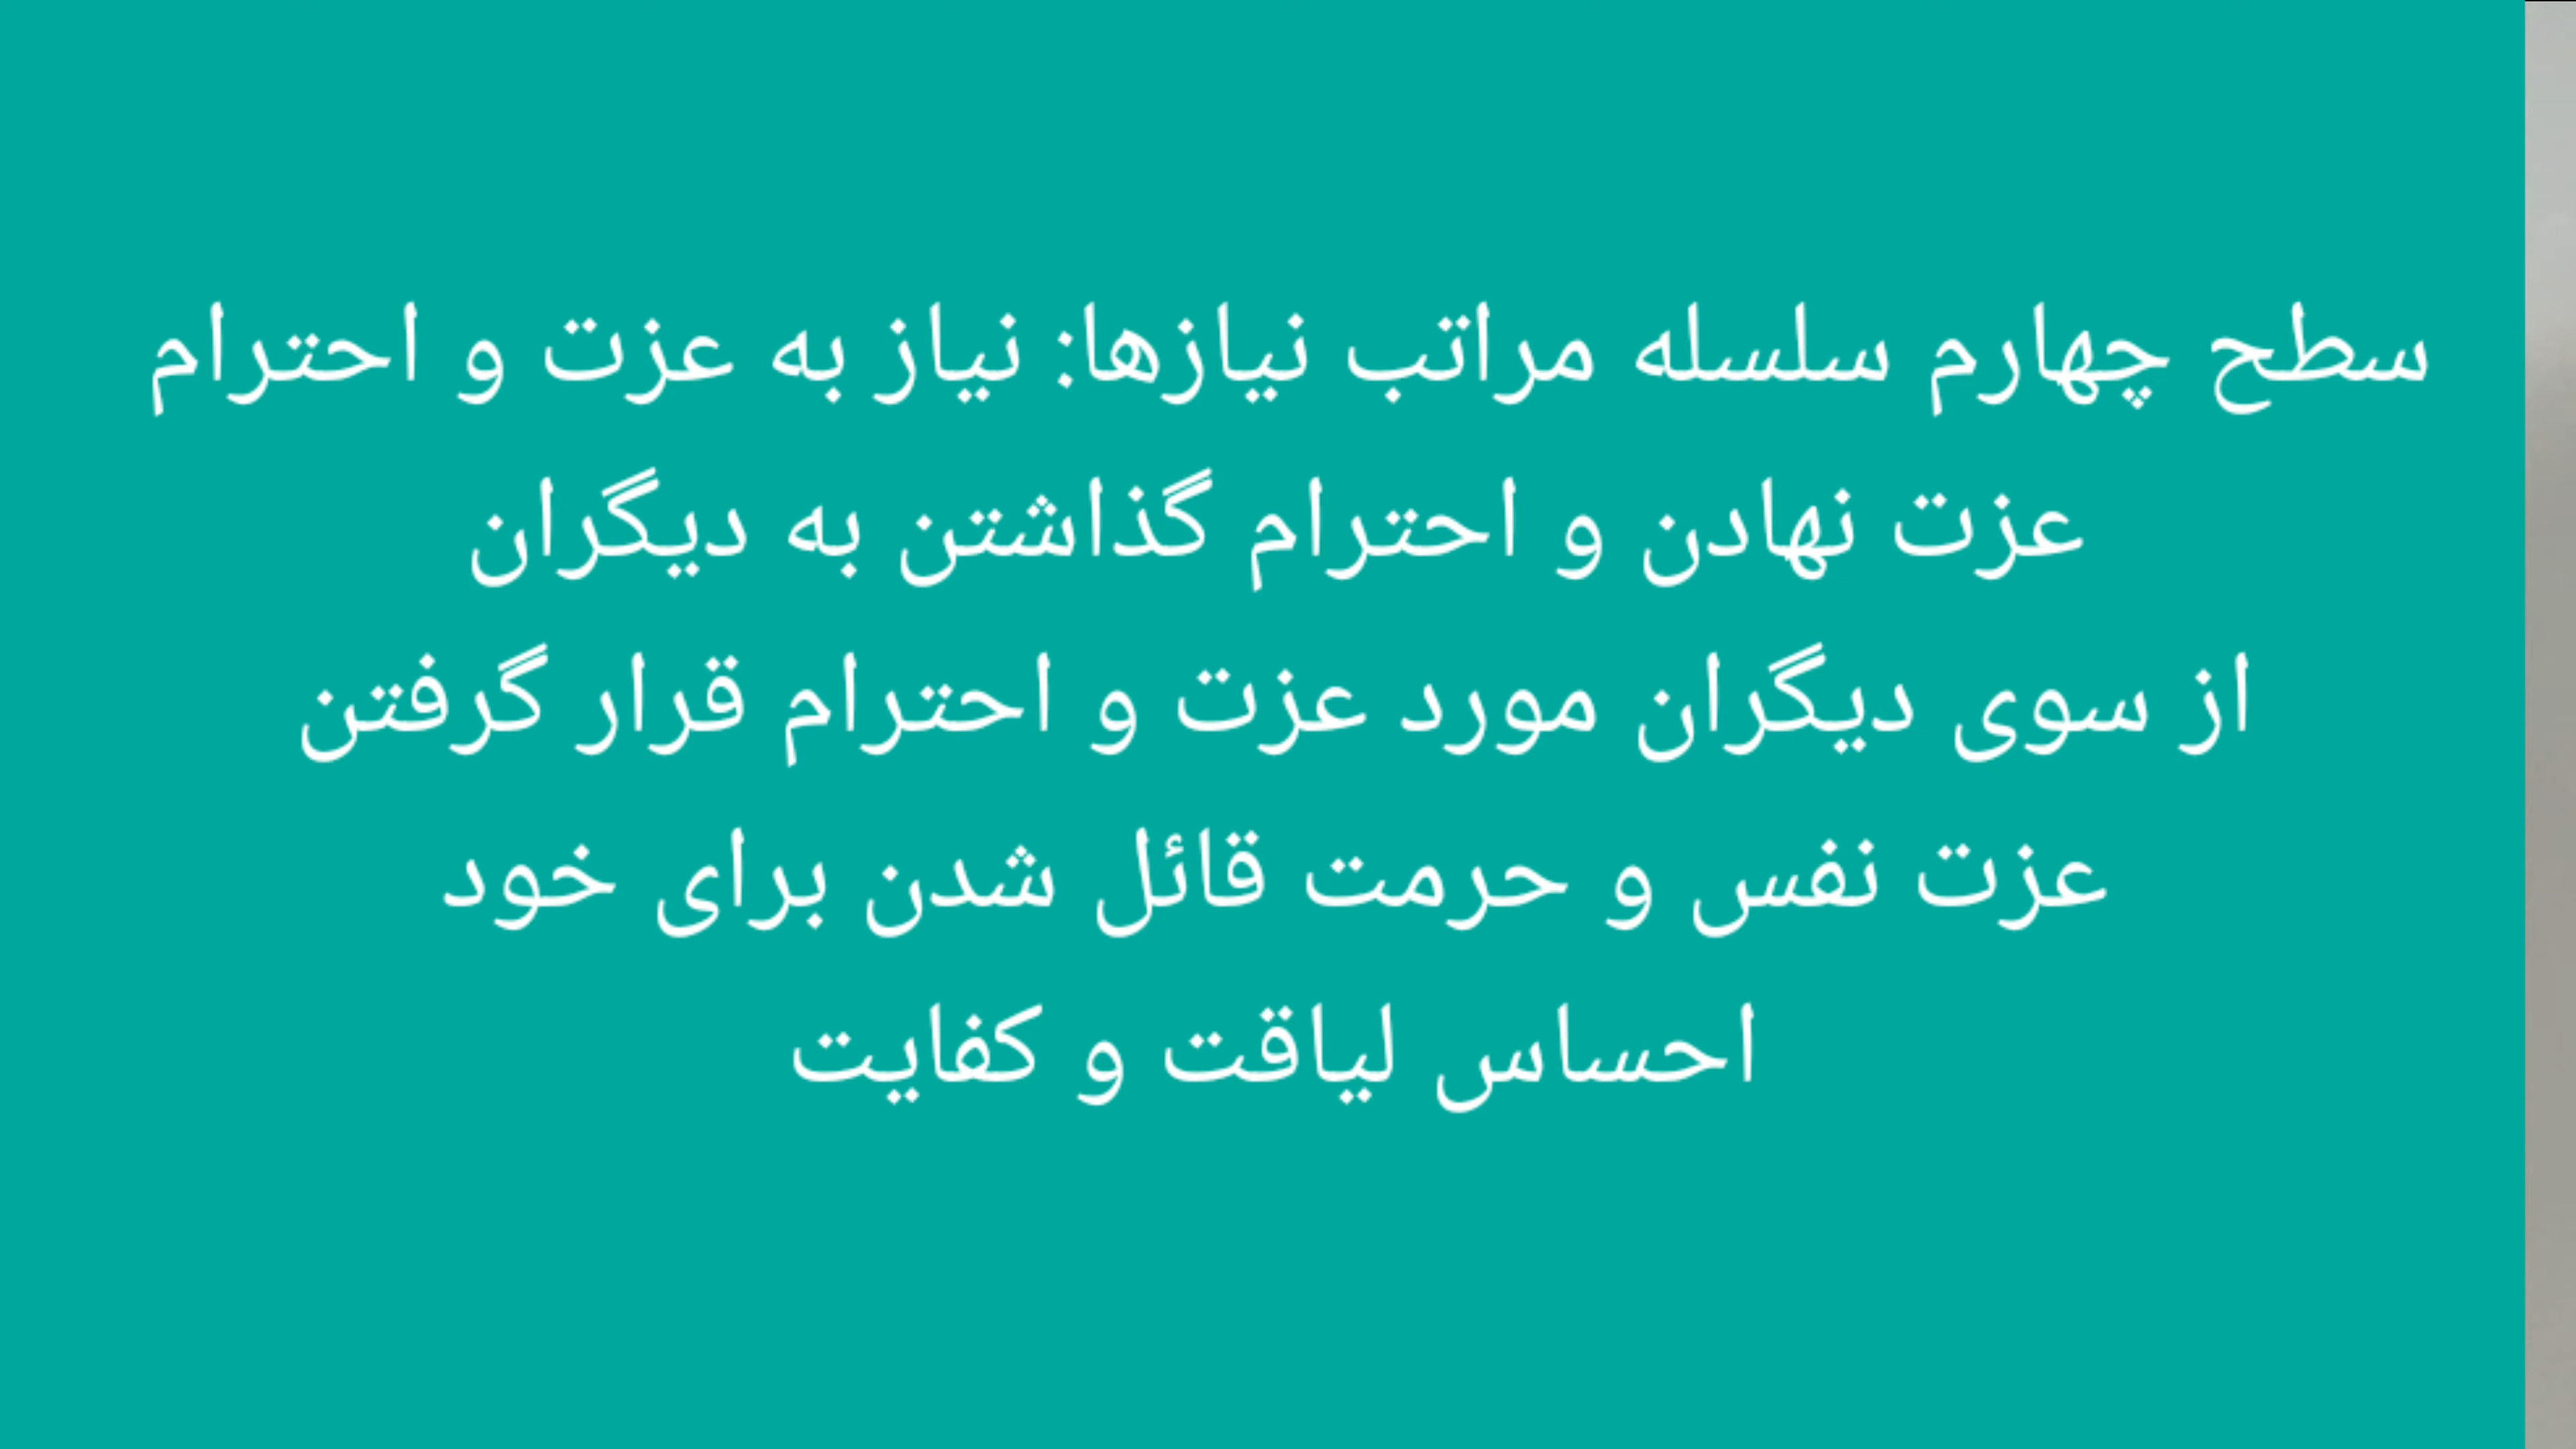 سطح چهارم سلسله مراتب نیازها: نیاز به عزت و احترام
عزت نهادن و احترام گذاشتن به دیگران
از سوی دیگران مورد عزت و احترام قرار گرفتن
عزت نفس و حرمت قائل شدن برای خود
احساس لیاقت و کفایت